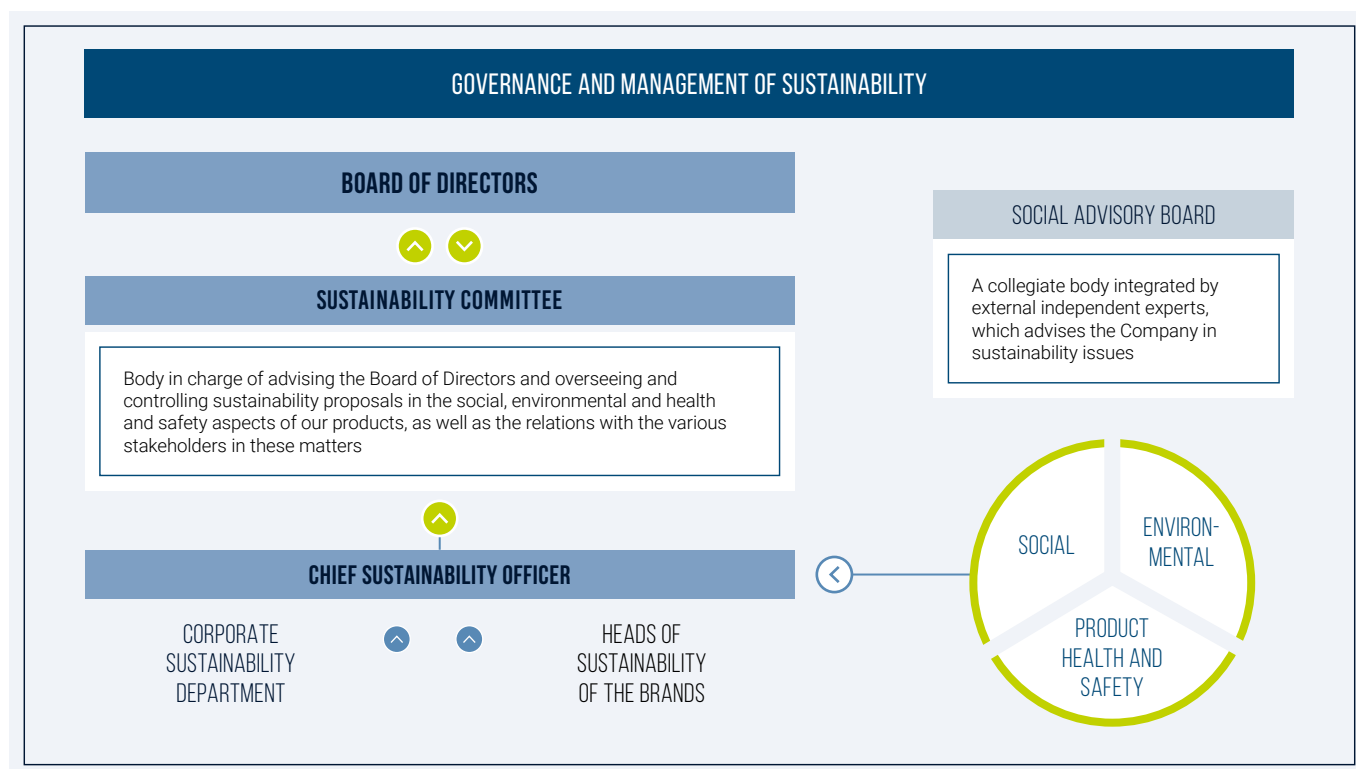 GOVERNANCE AND MANAGEMENT OF SUSTAINABILITY
BOARD OF DIRECTORS
SUSTAINABILITY COMMITTEE
Body in charge of advising the Board of Directors and overseeing and
controlling sustainability proposals in the social, environmental and health
and safety aspects of our products, as well as the relations with the various
stakeholders in these matters
CHIEF SUSTAINABILITY OFFICER
CORPORATE
SUSTAINABILITY
DEPARTMENT
HEADS OF
SUSTAINABILITY
OF THE BRANDS
SOCIAL ADVISORY BOARD
A collegiate body integrated by
external independent experts,
which advises the Company in
sustainability issues
SOCIAL
ENVIRON-
MENTAL
PRODUCT
HEALTH AND
SAFETY